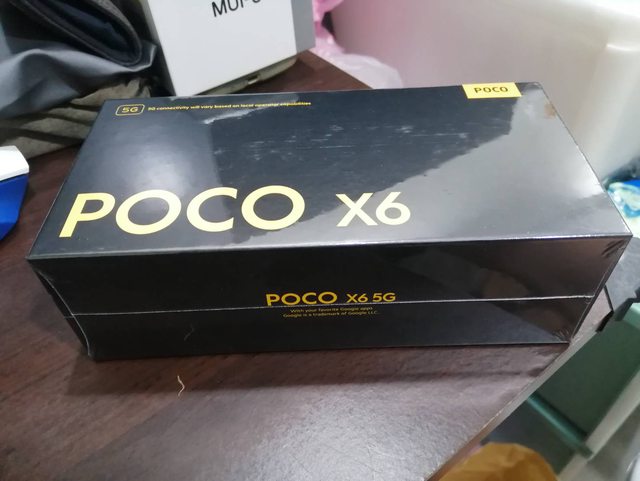 5G 5G connectivity will vary based on local operator capabilities
POCO
POCO X6
POCO X6 5G
With your favorite Google apps
Google is a trademark of Google LLC.